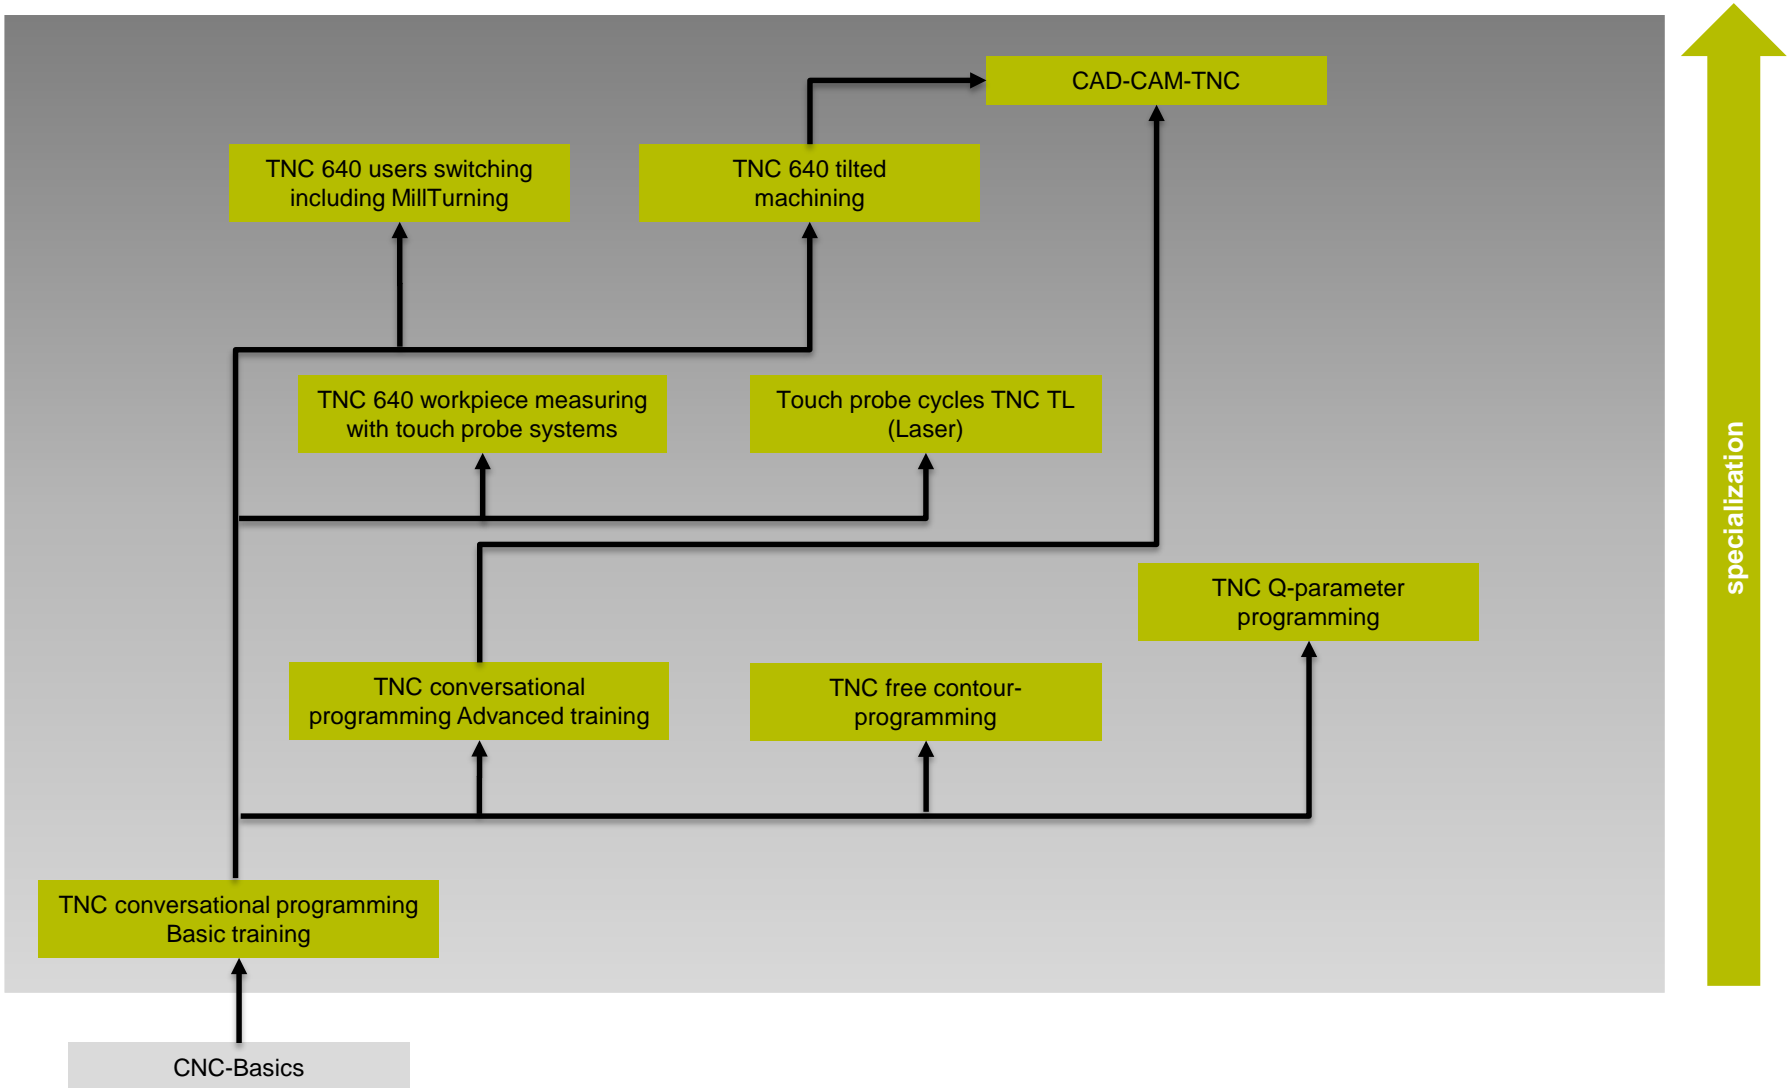 CAD-CAM-TNC
TNC 640 users switching
including MillTurning
TNC 640 tilted
machining
TNC 640 workpiece measuring
with touch probe systems
Touch probe cycles TNC TL
(Laser)
specialization
TNC Q-parameter
programming
TNC conversational
programming Advanced training
TNC free contour-
programming
TNC conversational programming
Basic training
CNC-Basics